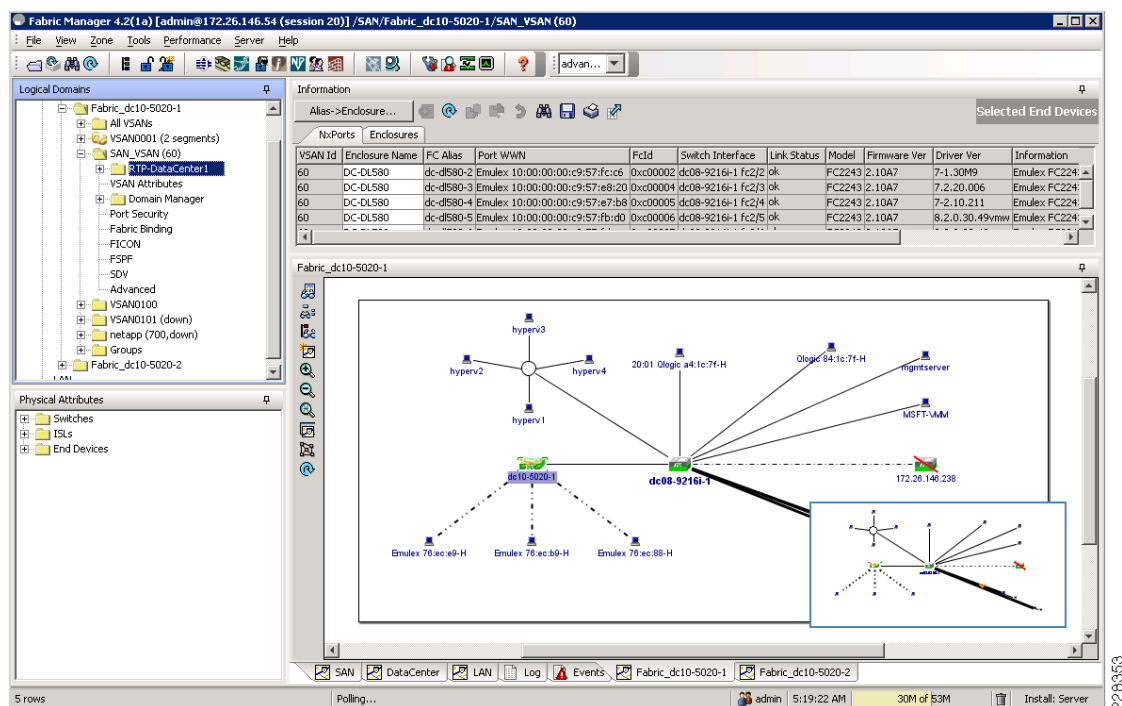 Fabric Manager 4.2(1a) [admin@172.26.146.54 (session 20)] /SAN/Fabric_dc10-5020-1/SAN_VSAN (60)
File View Zone Tools Performance Server Help
advan...
Logical Domains
Fabric_dc10-5020-1
All VSANs
VSAN0001 (2 segments)
SAN_VSAN (60)
RTP-DataCenter1
VSAN Attributes
Domain Manager
Port Security
Fabric Binding
FICON
FSPF
SDV
Advanced
VSAN0100
VSAN0101 (down)
netapp (700,down)
Groups
Fabric_dc10-5020-2
LAN
Physical Attributes
Switches
ISLs
End Devices
Information
Alias->Enclosure...
Selected End Devices
NxPorts Enclosures
VSAN Id Enclosure Name FC Alias Port WWN FcId Switch Interface Link Status Model Firmware Ver Driver Ver Information
60 DC-DL580 dc-dl580-2 Emulex 10:00:00:00:c9:57:fc:c6 0xc00002 dc08-9216i-1 fc2/2 ok FC2243 2.10A7 7-1.30M9 Emulex FC224
60 DC-DL580 dc-dl580-3 Emulex 10:00:00:00:c9:57:e8:20 0xc00004 dc08-9216i-1 fc2/3 ok FC2243 2.10A7 7.2.20.006 Emulex FC224
60 DC-DL580 dc-dl580-4 Emulex 10:00:00:00:c9:57:e7:b8 0xc00005 dc08-9216i-1 fc2/4 ok FC2243 2.10A7 7-2.10.211 Emulex FC224
60 DC-DL580 dc-dl580-5 Emulex 10:00:00:00:c9:57:fb:d0 0xc00006 dc08-9216i-1 fc2/5 ok FC2243 2.10A7 8.2.0.30.49vmw Emulex FC224
Fabric_dc10-5020-1
hyperv3
hyperv2
hyperv4
hyperv1
20:01 Qlogic a4:1c:7f-H
Qlogic 84:1c:7f-H
mgmtserver
MSFT-VMM
dc10-5020-1
dc08-9216i-1
172.26.146.238
Emulex 76:ec:e9-H
Emulex 76:ec:b9-H
Emulex 76:ec:88-H
SAN DataCenter LAN Log Events Fabric_dc10-5020-1 Fabric_dc10-5020-2
5 rows Polling... admin 5:19:22 AM 30M of 53M Install: Server
228353